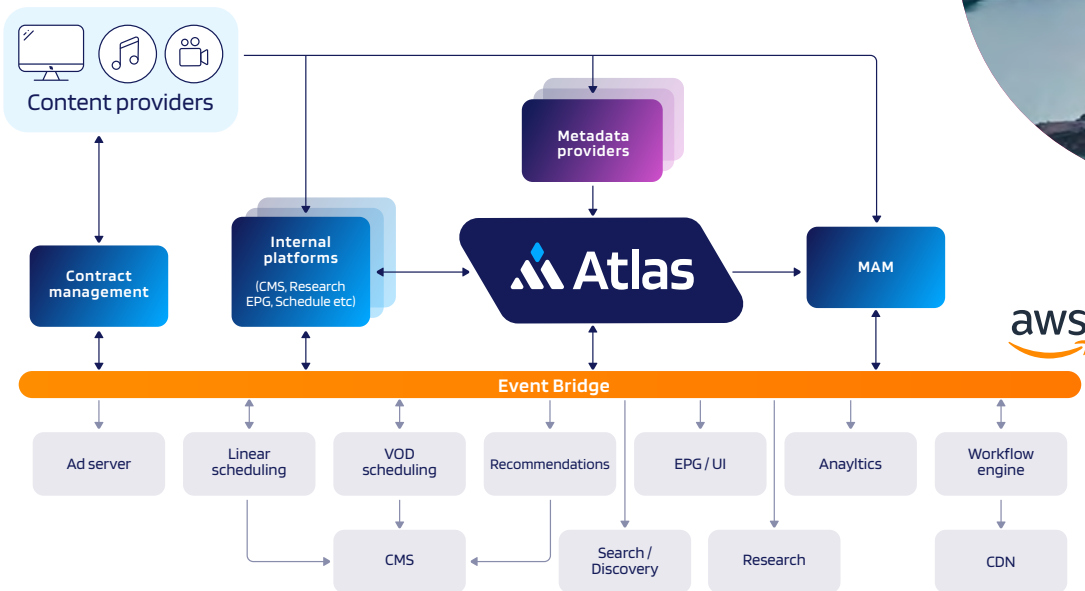 Content providers
Metadata
providers
Contract
management
Internal
platforms
(CMS, Research
EPG, Schedule etc)
Atlas
MAM
aws
Event Bridge
Ad server
Linear
scheduling
VOD
scheduling
Recommendations
EPG / UI
Anayltics
Workflow
engine
CMS
Search /
Discovery
Research
CDN